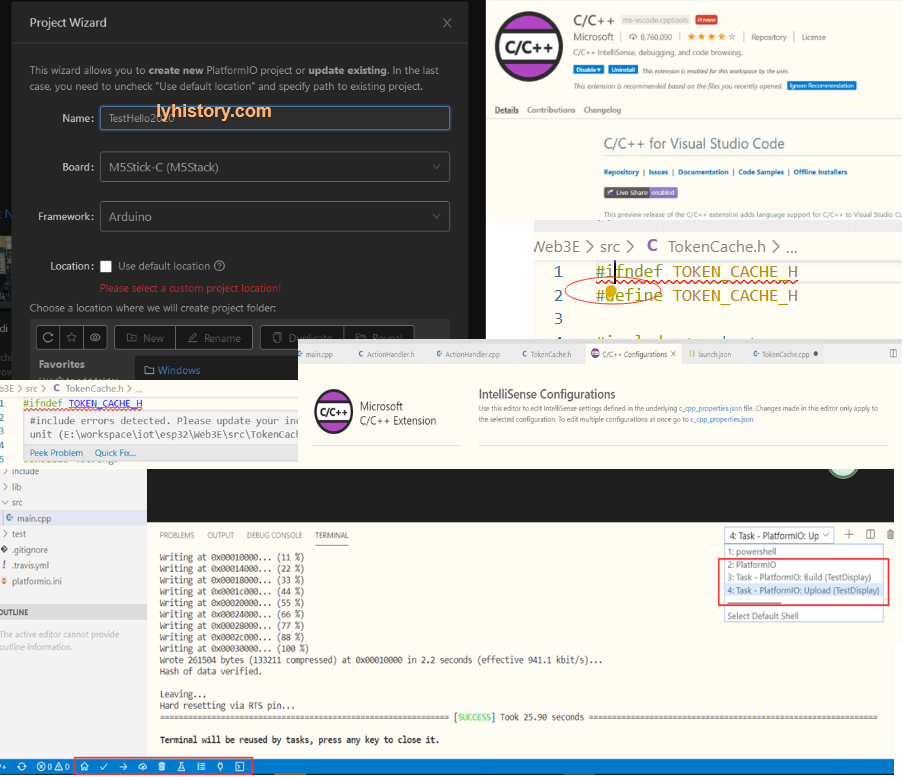 Project Wizard
This wizard allows you to create new PlatformIO project or update existing. In the last
case, you need to uncheck "Use default location" and specify path to existing project.
lyhistory.com
Name: TestHello2020
Board: M5Stick-C (M5Stack)
Framework: Arduino
Location: Use default location
Please select a custom project location!
Choose a location where we will create project folder:
New Rename Duplicate Reveal
Favorites
Windows
C/C++ ms-vscode.cpptools Preview
Microsoft 8,760,090 Repository License
C/C++ IntelliSense, debugging, and code browsing.
Disable Uninstall This extension is enabled for this workspace by the user.
This extension is recommended based on the files you recently opened. Ignore Recommendation
Details Contributions Changelog
C/C++ for Visual Studio Code
Repository | Issues | Documentation | Code Samples | Offline Installers
Live Share enabled
This preview release of the C/C++ extension adds language support for C/C++ to Visual Studio Co
Web3E > src > C TokenCache.h > ...
1 #ifndef TOKEN_CACHE_H
2 #define TOKEN_CACHE_H
3
main.cpp ActionHandler.h ActionHandler.cpp TokenCache.h C/C++ Configurations launch.json TokenCache.cpp
C/C++
Microsoft
C/C++ Extension
IntelliSense Configurations
Use this editor to edit IntelliSense settings defined in the underlying c_cpp_properties.json file. Changes made in this editor only apply to
the selected configuration. To edit multiple configurations at once go to c_cpp_properties.json.
b3E > src > C TokenCache.h > ...
1 #ifndef TOKEN_CACHE_H
#include errors detected. Please update your in
unit (E:\workspace\iot\esp32\Web3E\src\TokenCach
Peek Problem Quick Fix...
include
lib
src
main.cpp
test
.gitignore
.travis.yml
platformio.ini
OUTLINE
The active editor cannot provide
outline information.
PROBLEMS OUTPUT DEBUG CONSOLE TERMINAL
4: Task - PlatformIO: Up
1: powershell
2: PlatformIO
3: Task - PlatformIO: Build (TestDisplay)
4: Task - PlatformIO: Upload (TestDisplay)
Select Default Shell
Writing at 0x00010000... (11 %)
Writing at 0x00014000... (22 %)
Writing at 0x00018000... (33 %)
Writing at 0x0001c000... (44 %)
Writing at 0x00020000... (55 %)
Writing at 0x00024000... (66 %)
Writing at 0x00028000... (77 %)
Writing at 0x0002c000... (88 %)
Writing at 0x00030000... (100 %)
Wrote 261504 bytes (133211 compressed) at 0x00010000 in 2.2 seconds (effective 941.1 kbit/s)...
Hash of data verified.
Leaving...
Hard resetting via RTS pin...
[SUCCESS] Took 25.90 seconds
Terminal will be reused by tasks, press any key to close it.
0 0